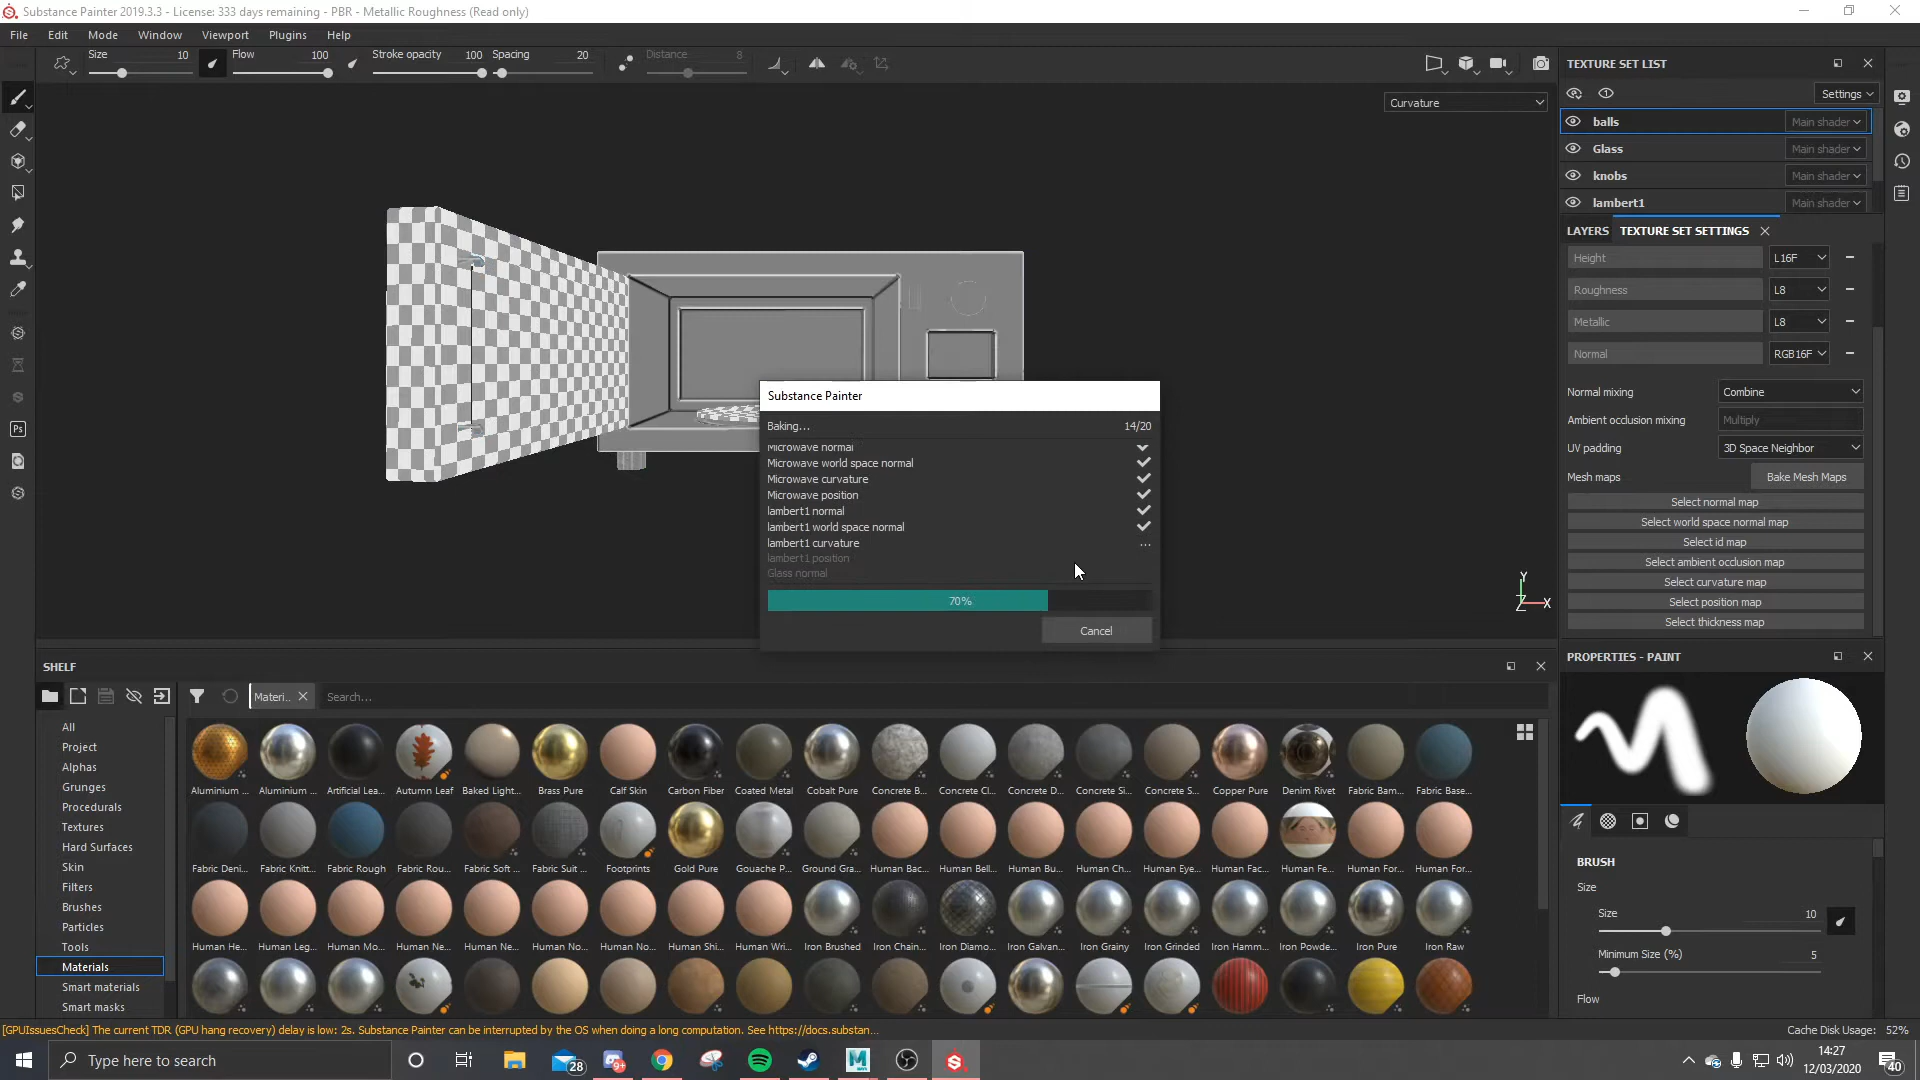 Substance Painter 2019.3.3 - License: 333 days remaining - PBR - Metallic Roughness (Read only)
File Edit Mode Window Viewport Plugins Help
Size 10 Flow 100 Stroke opacity 100 Spacing 20 Distance 8
Curvature
TEXTURE SET LIST
Settings
balls Main shader
Glass Main shader
knobs Main shader
lambert1 Main shader
LAYERS TEXTURE SET SETTINGS
Height L16F
Roughness L8
Metallic L8
Normal RGB16F
Normal mixing Combine
Ambient occlusion mixing Multiply
UV padding 3D Space Neighbor
Mesh maps Bake Mesh Maps
Select normal map
Select world space normal map
Select id map
Select ambient occlusion map
Select curvature map
Select position map
Select thickness map
Substance Painter
Baking... 14/20
Microwave normal
Microwave world space normal
Microwave curvature
Microwave position
lambert1 normal
lambert1 world space normal
lambert1 curvature ...
lambert1 position
Glass normal
70%
Cancel
Y
Z X
Ps
SHELF
Materi.. Search...
All
Project
Alphas
Grunges
Procedurals
Textures
Hard Surfaces
Skin
Filters
Brushes
Particles
Tools
Materials
Smart materials
Smart masks
Aluminium ... Aluminium ... Artificial Lea... Autumn Leaf Baked Light... Brass Pure Calf Skin Carbon Fiber Coated Metal Cobalt Pure Concrete B... Concrete Cl... Concrete D... Concrete Si... Concrete S... Copper Pure Denim Rivet Fabric Bam... Fabric Base...
Fabric Deni... Fabric Knitt... Fabric Rough Fabric Rou... Fabric Soft ... Fabric Suit ... Footprints Gold Pure Gouache P... Ground Gra... Human Bac... Human Bell... Human Bu... Human Ch... Human Eye... Human Fac... Human Fe... Human For... Human For...
Human He... Human Leg... Human Mo... Human Ne... Human Ne... Human No... Human No... Human Shi... Human Wri... Iron Brushed Iron Chain... Iron Diamo... Iron Galvan... Iron Grainy Iron Grinded Iron Hamm... Iron Powde... Iron Pure Iron Raw
PROPERTIES - PAINT
BRUSH
Size
Size 10
Minimum Size (%) 5
Flow
[GPUIssuesCheck] The current TDR (GPU hang recovery) delay is low: 2s. Substance Painter can be interrupted by the OS when doing a long computation. See https://docs.substan...
Cache Disk Usage: 52%
Type here to search
28
9+
M
14:27
12/03/2020
40